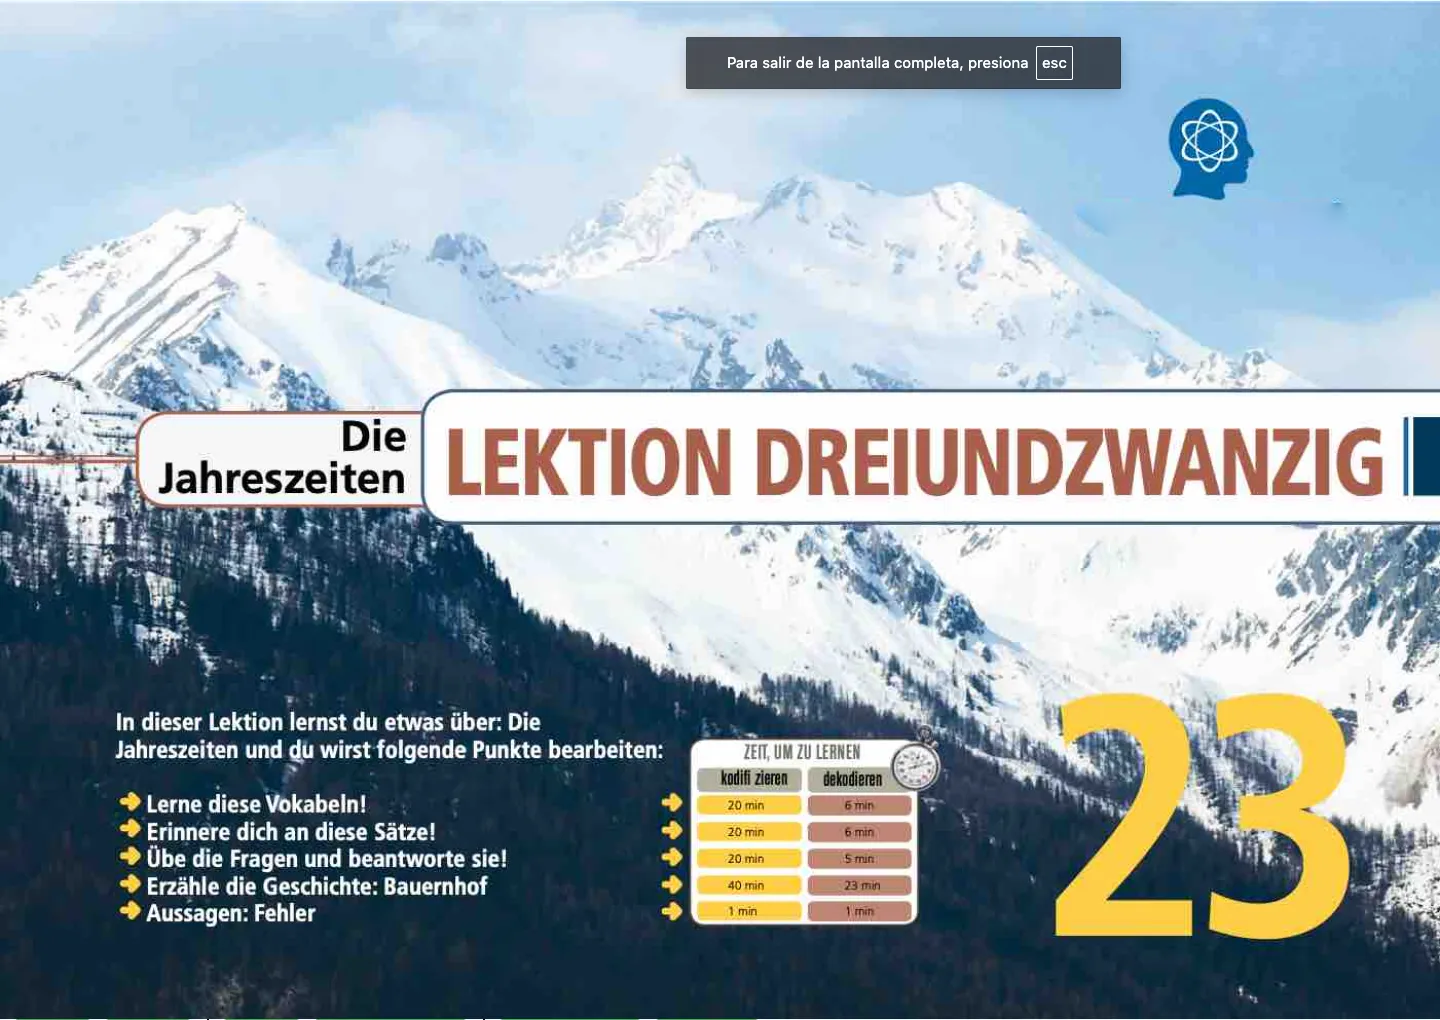 Para salir de la pantalla completa, presiona esc
Die
Jahreszeiten
LEKTION DREIUNDZWANZIG
In dieser Lektion lernst du etwas über: Die
Jahreszeiten und du wirst folgende Punkte bearbeiten:
Lerne diese Vokabeln!
Erinnere dich an diese Sätze!
Übe die Fragen und beantworte sie!
Erzähle die Geschichte: Bauernhof
Aussagen: Fehler
ZEIT, UM ZU LERNEN
kodifi zieren dekodieren
20 min 6 min
20 min 6 min
20 min 5 min
40 min 23 min
1 min 1 min
23